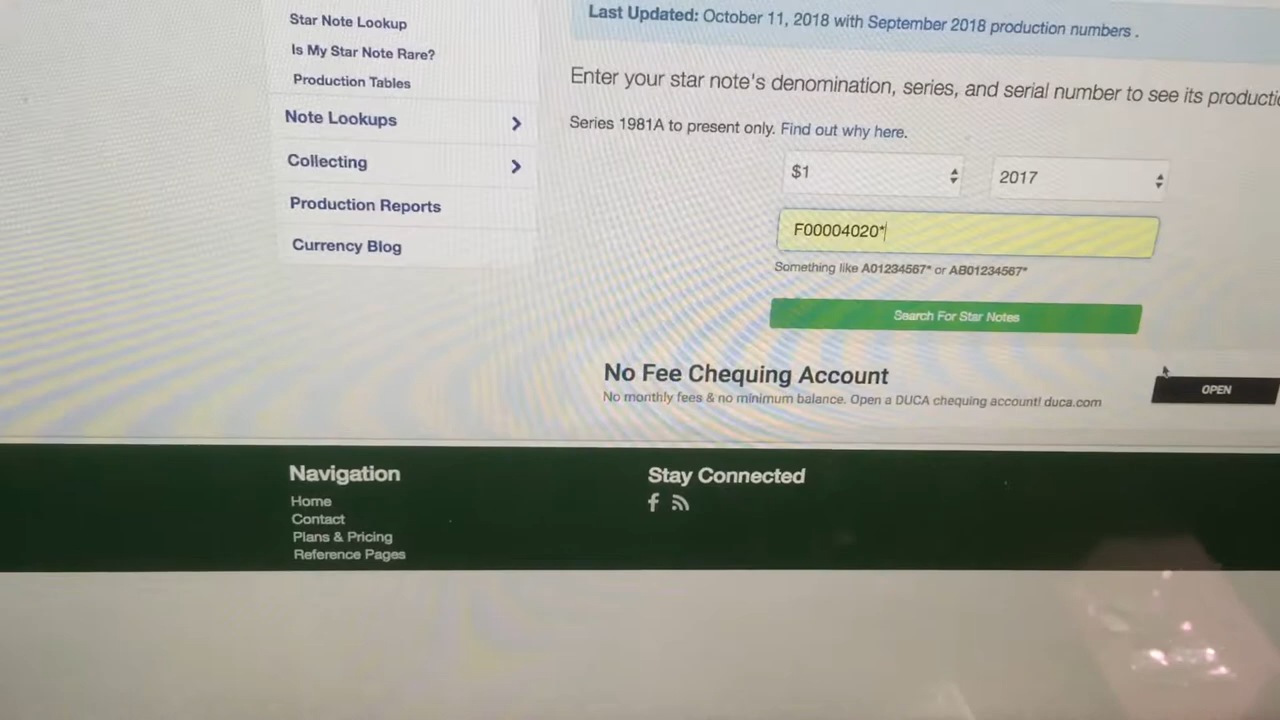 Star Note Lookup
Is My Star Note Rare?
Production Tables
Note Lookups
Collecting
Production Reports
Currency Blog
Last Updated: October 11, 2018 with September 2018 production numbers .
Enter your star note's denomination, series, and serial number to see its
Series 1981A to present only. Find out why here.
$1
2017
F00004020*
Something like A01234567* or AB01234567*
Search For Star Notes
No Fee Chequing Account
No monthly fees & no minimum balance. Open a DUCA chequing account! duca.com
OPEN
Navigation
Home
Contact
Plans & Pricing
Reference Pages
Stay Connected